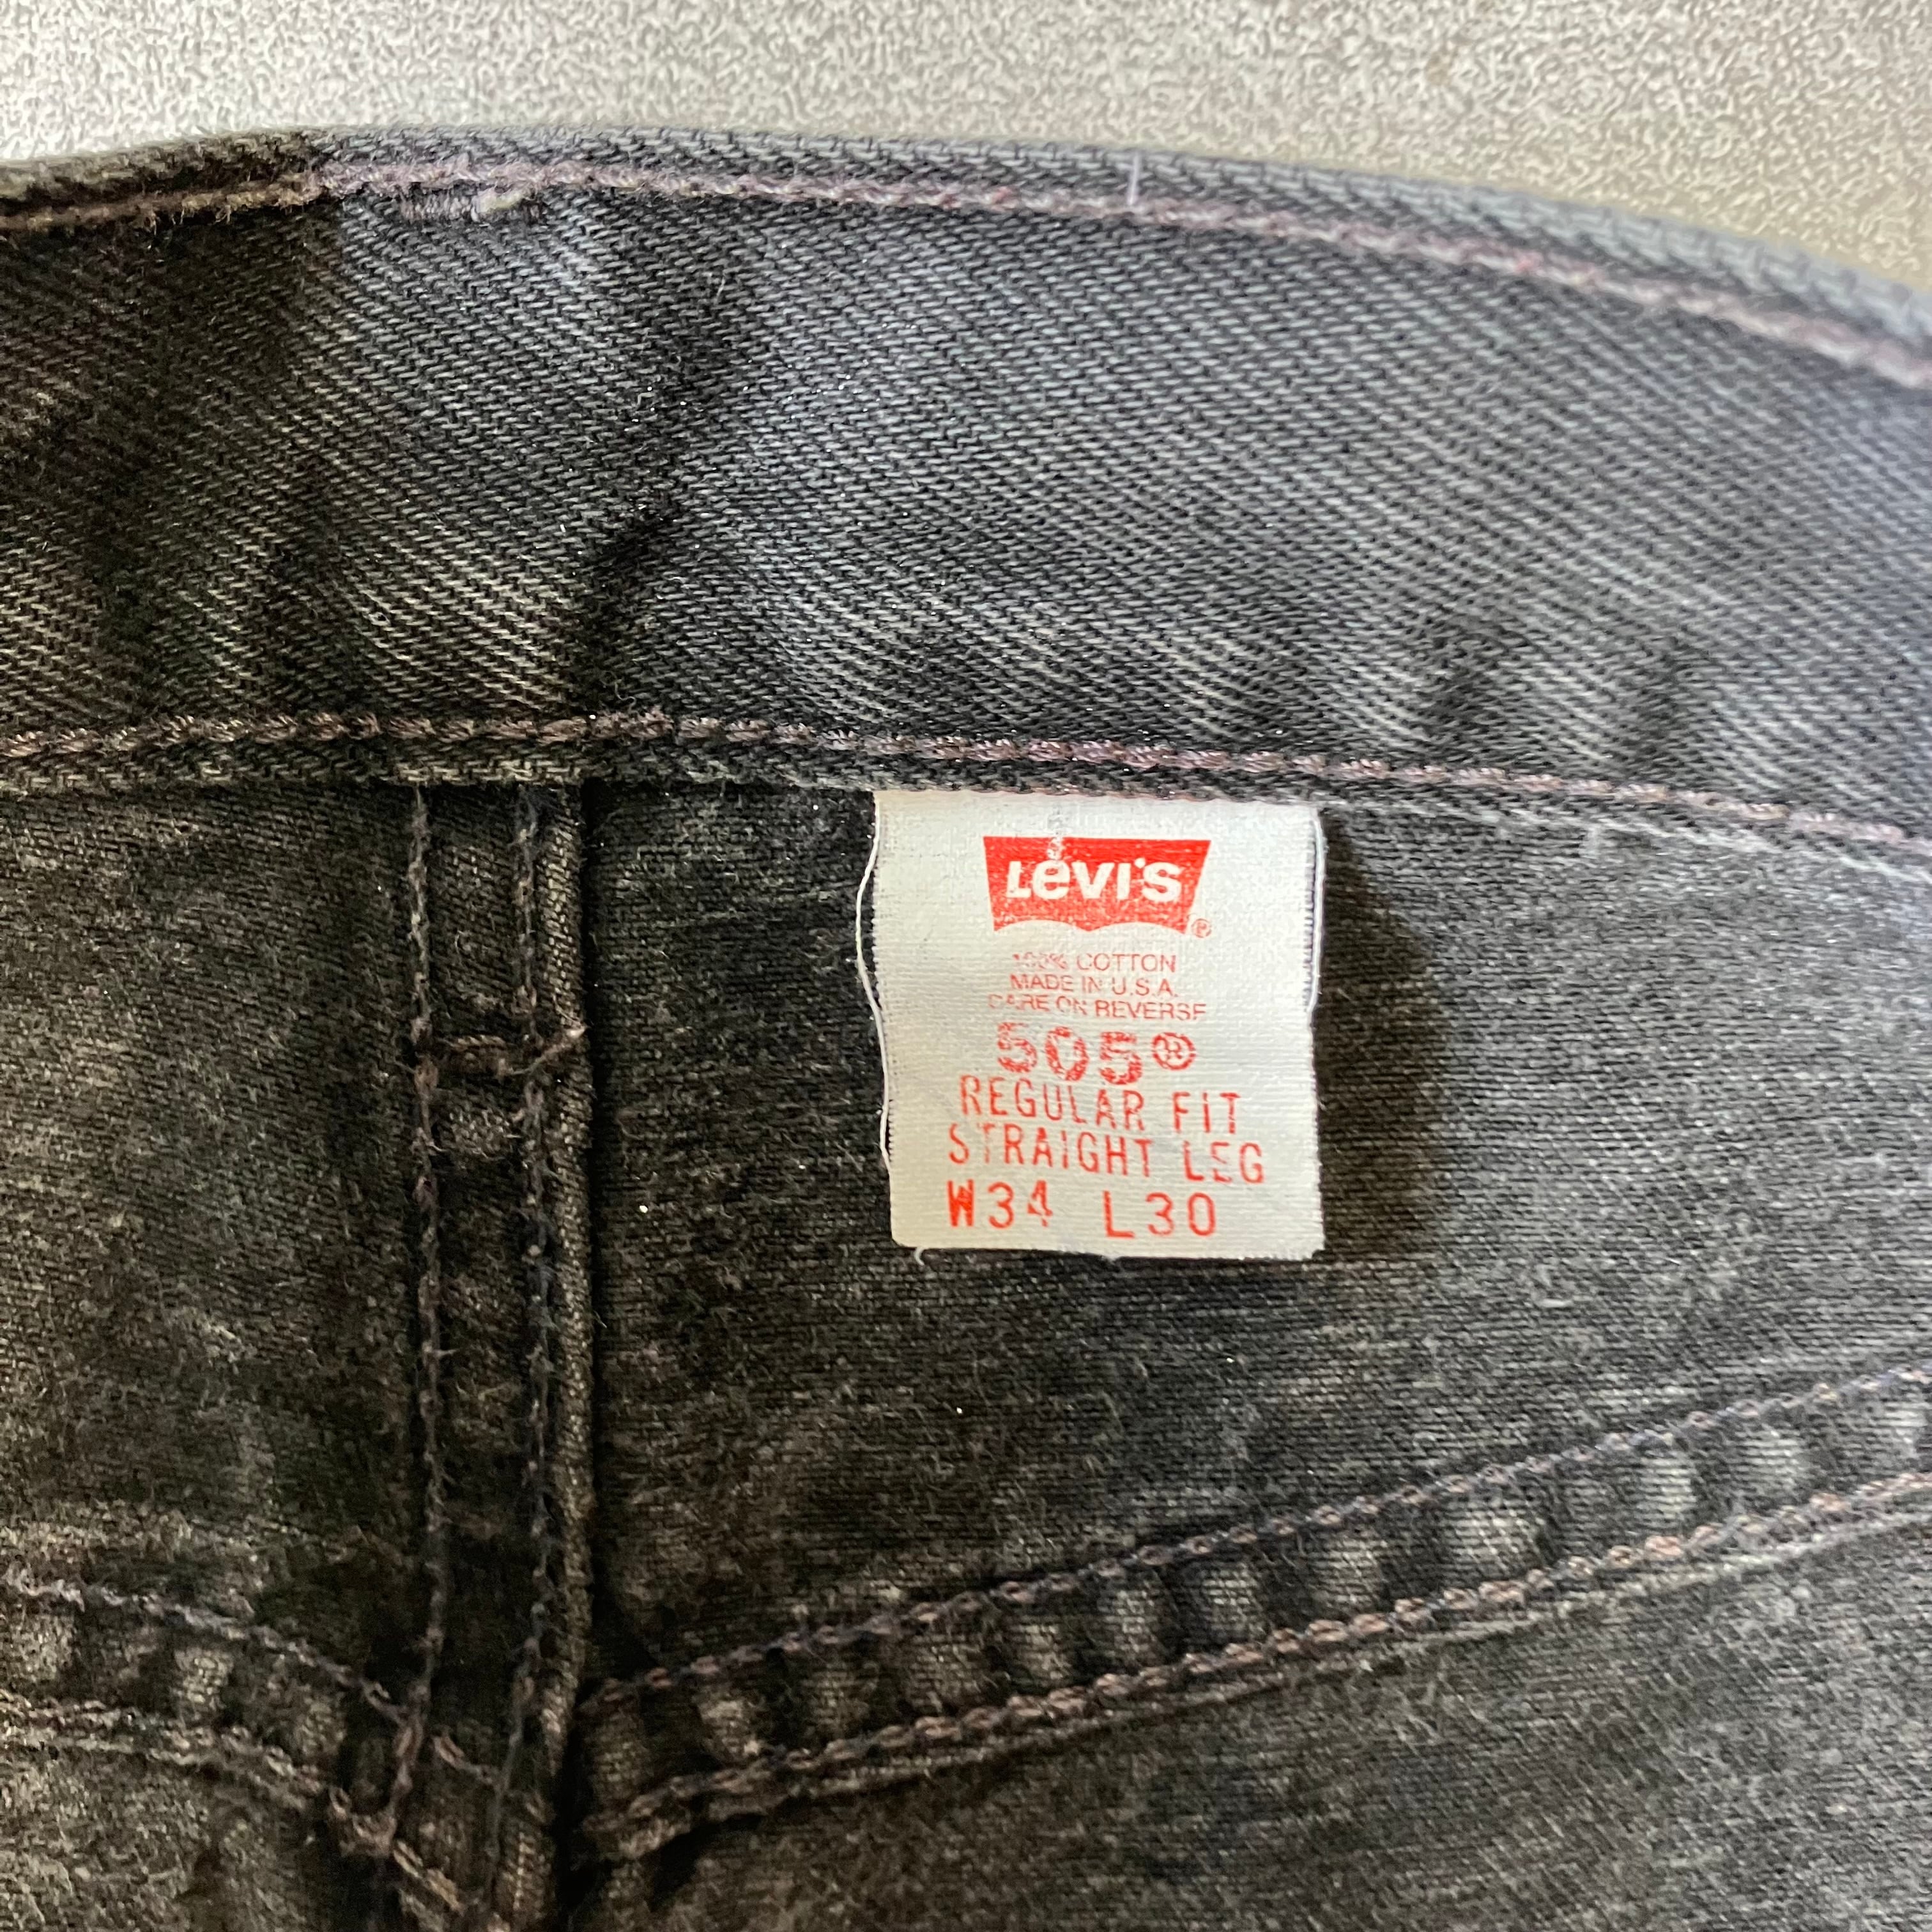 Levi's ®
100% COTTON
MADE IN U.S.A.
CARE ON REVERSE
505®
REGULAR FIT
STRAIGHT LEG
W34 L30